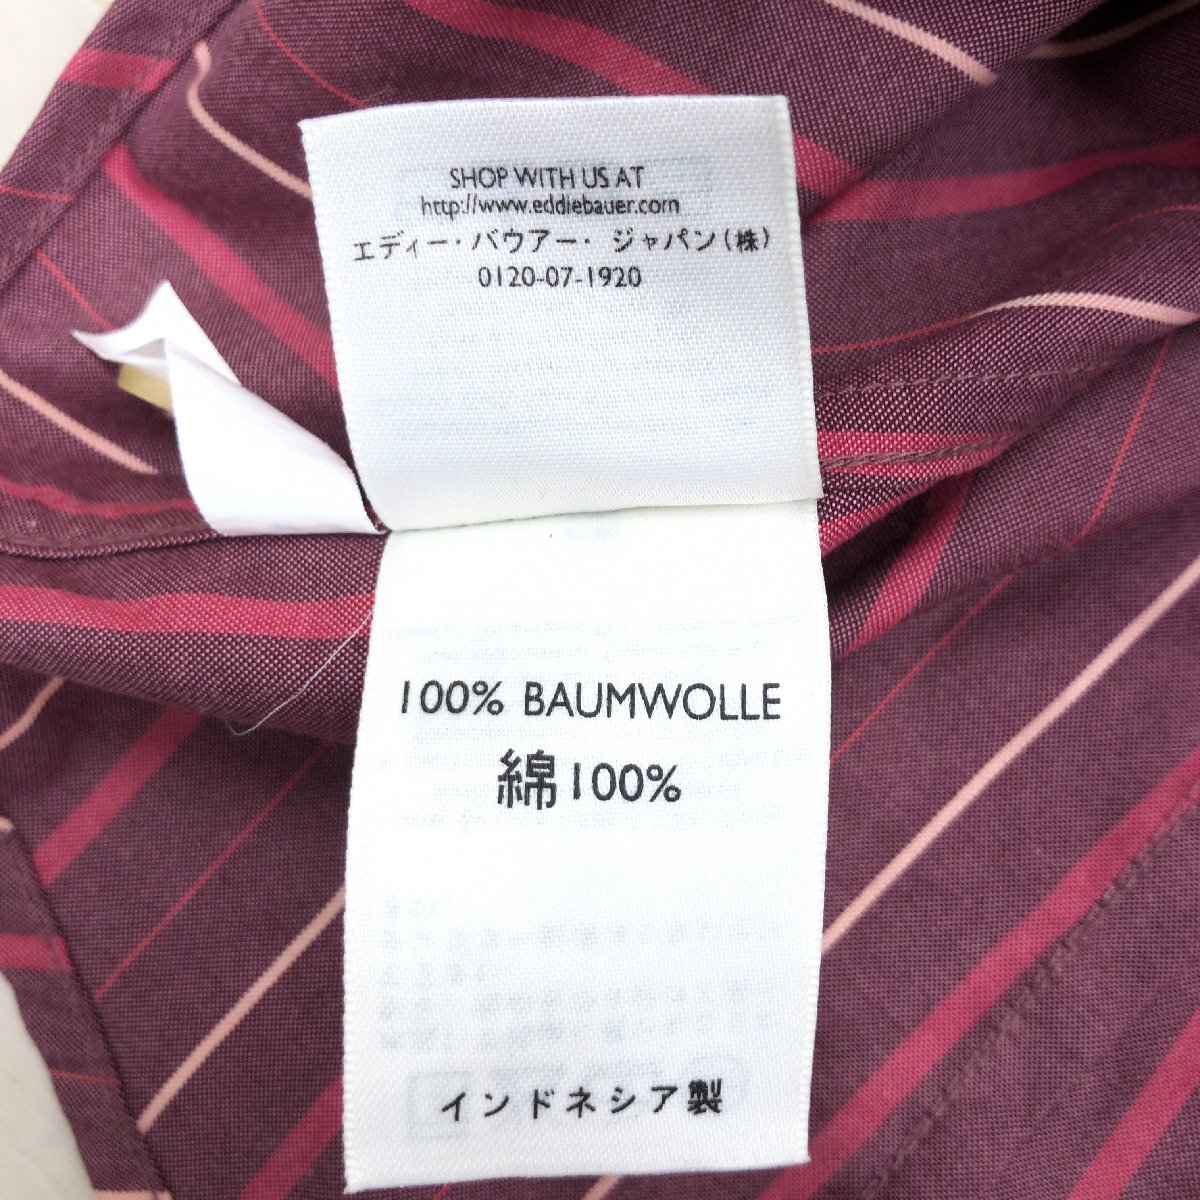 SHOP WITH US AT
http://www.eddiebauer.com
エディー・バウアー・ジャパン(株)
0120-07-1920
100% BAUMWOLLE
綿100%
インドネシア製